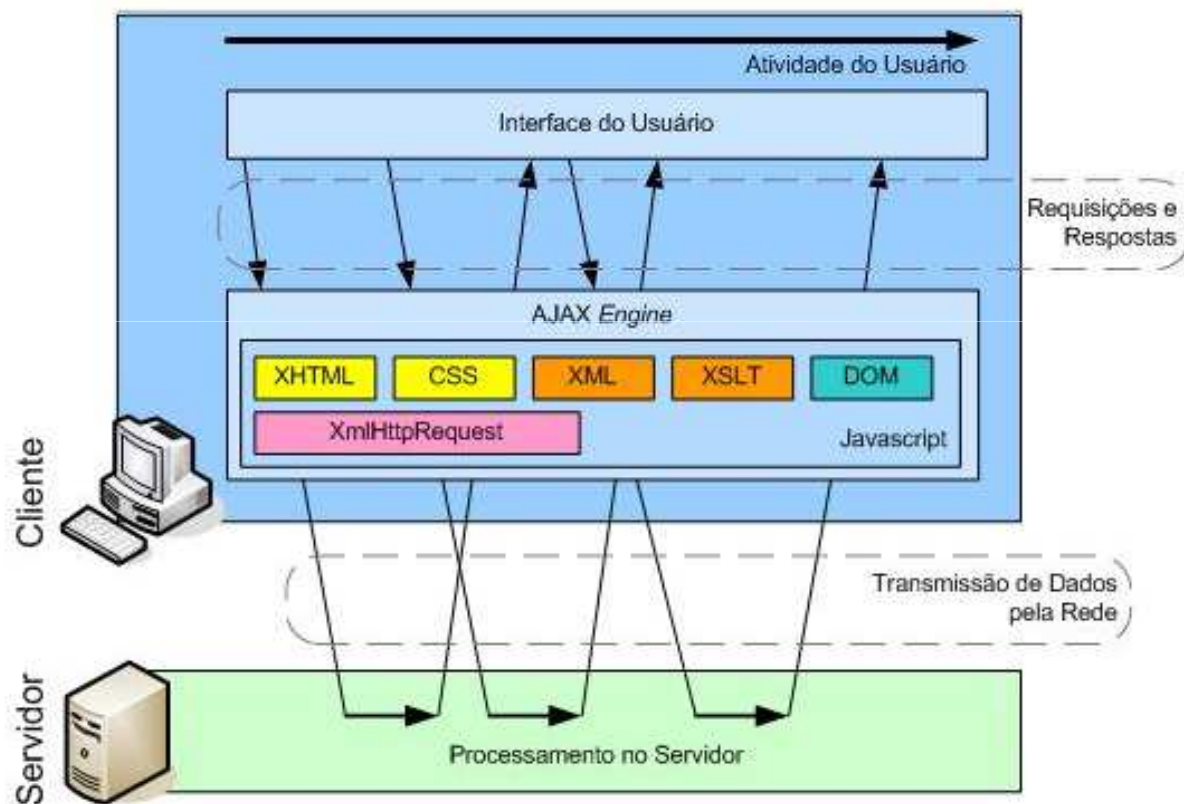 Atividade do Usuário
Interface do Usuário
Requisições e
Respostas
AJAX Engine
XHTML
CSS
XML
XSLT
DOM
XmlHttpRequest
Javascript
Cliente
Transmissão de Dados
pela Rede
Servidor
Processamento no Servidor